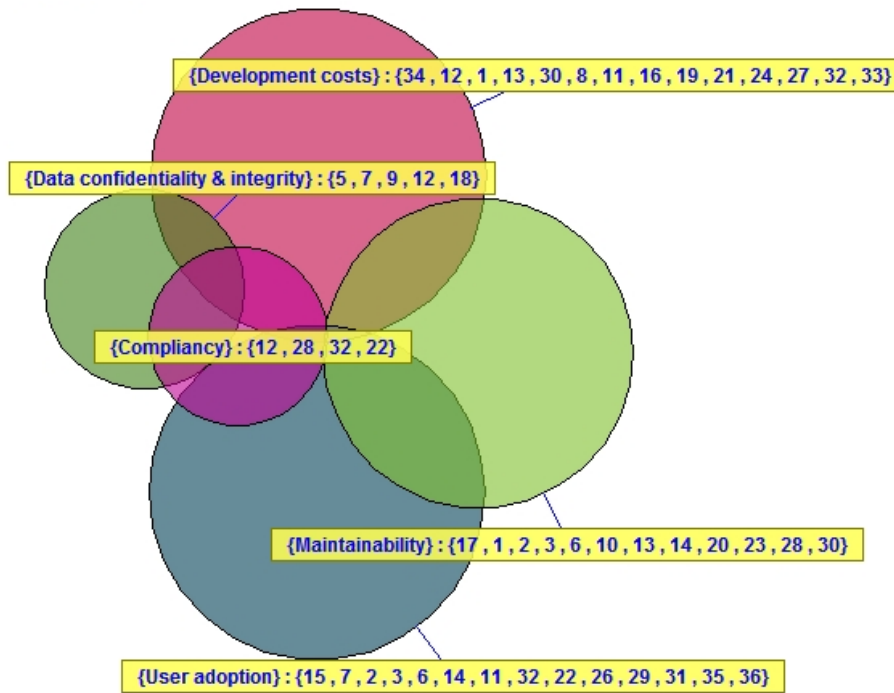 {Development costs} : {34 , 12 , 1 , 13 , 30 , 8 , 11 , 16 , 19 , 21 , 24 , 27 , 32 , 33}
{Data confidentiality & integrity} : {5 , 7 , 9 , 12 , 18}
{Compliancy} : {12 , 28 , 32 , 22}
{Maintainability} : {17 , 1 , 2 , 3 , 6 , 10 , 13 , 14 , 20 , 23 , 28 , 30}
{User adoption} : {15 , 7 , 2 , 3 , 6 , 14 , 11 , 32 , 22 , 26 , 29 , 31 , 35 , 36}